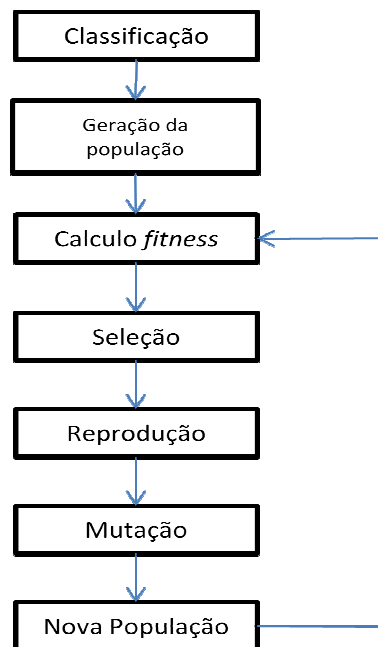 Classificação
Geração da
população
Calculo fitness
Seleção
Reprodução
Mutação
Nova População